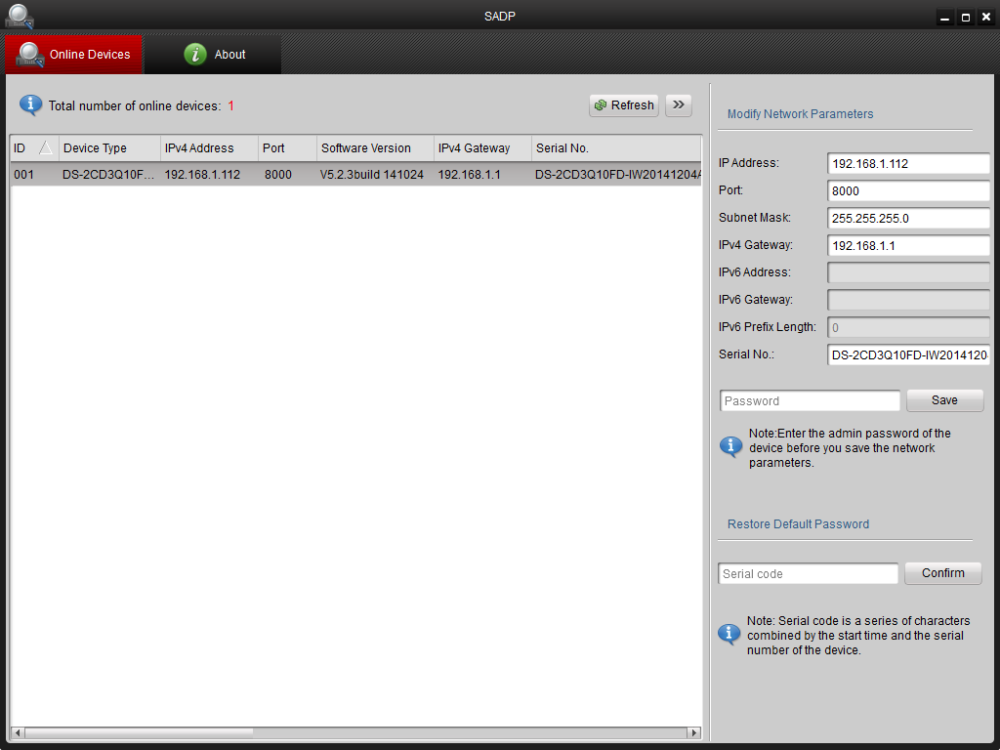 SADP
Online Devices
About
Total number of online devices: 1
Refresh
»
ID Device Type IPv4 Address Port Software Version IPv4 Gateway Serial No.
001 DS-2CD3Q10F... 192.168.1.112 8000 V5.2.3build 141024 192.168.1.1 DS-2CD3Q10FD-IW20141204A
Modify Network Parameters
IP Address: 192.168.1.112
Port: 8000
Subnet Mask: 255.255.255.0
IPv4 Gateway: 192.168.1.1
IPv6 Address:
IPv6 Gateway:
IPv6 Prefix Length: 0
Serial No.: DS-2CD3Q10FD-IW2014120
Password Save
Note:Enter the admin password of the
device before you save the network
parameters.
Restore Default Password
Serial code Confirm
Note: Serial code is a series of characters
combined by the start time and the serial
number of the device.